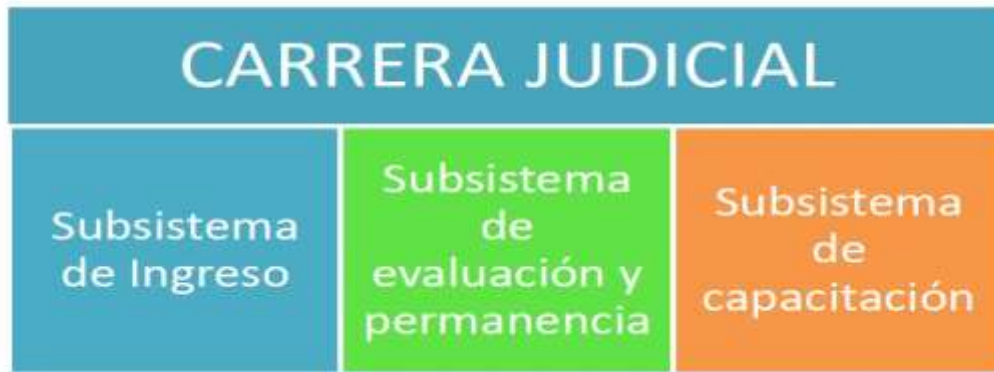 CARRERA JUDICIAL
Subsistema
de Ingreso
Subsistema
de
evaluación y
permanencia
Subsistema
de
capacitación